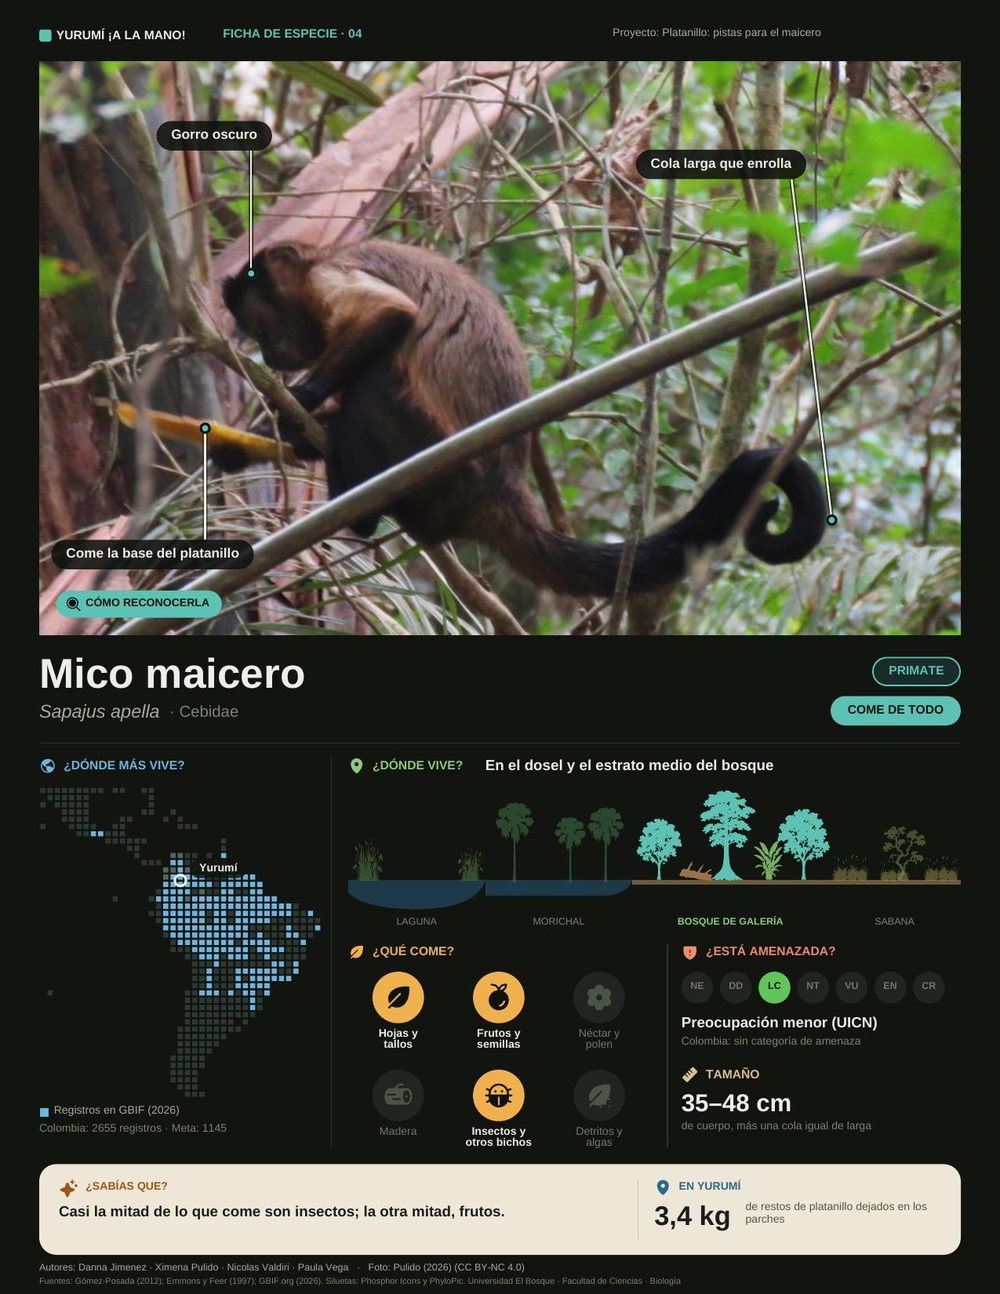 YURUMÍ ¡A LA MANO!
FICHA DE ESPECIE · 04
Proyecto: Platanillo: pistas para el maicero
Gorro oscuro
Cola larga que enrolla
Come la base del platanillo
CÓMO RECONOCERLA
Mico maicero
Sapajus apella · Cebidae
PRIMATE
COME DE TODO
¿DÓNDE MÁS VIVE?
Yurumí
Registros en GBIF (2026)
Colombia: 2655 registros · Meta: 1145
¿DÓNDE VIVE?
En el dosel y el estrato medio del bosque
LAGUNA
MORICHAL
BOSQUE DE GALERÍA
SABANA
¿QUÉ COME?
Hojas y
tallos
Frutos y
semillas
Néctar y
polen
Madera
Insectos y
otros bichos
Detritos y
algas
¿ESTÁ AMENAZADA?
NE DD LC NT VU EN CR
Preocupación menor (UICN)
Colombia: sin categoría de amenaza
TAMAÑO
35–48 cm
de cuerpo, más una cola igual de larga
¿SABÍAS QUE?
Casi la mitad de lo que come son insectos; la otra mitad, frutos.
EN YURUMÍ
3,4 kg
de restos de platanillo dejados en los
parches
Autores: Danna Jimenez · Ximena Pulido · Nicolas Valdiri · Paula Vega · Foto: Pulido (2026) (CC BY-NC 4.0)
Fuentes: Gómez-Posada (2012); Emmons y Feer (1997); GBIF.org (2026). Siluetas: Phosphor Icons y PhyloPic. Universidad El Bosque · Facultad de Ciencias · Biología